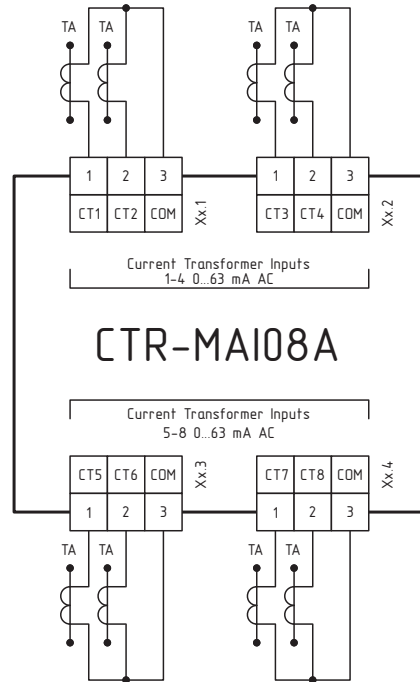 TA TA TA TA
1 2 3 1 2 3
CT1 CT2 COM Xx.1 CT3 CT4 COM Xx.2
Current Transformer Inputs
1-4 0...63 mA AC
CTR-MAI08A
Current Transformer Inputs
5-8 0...63 mA AC
CT5 CT6 COM Xx.3 CT7 CT8 COM Xx.4
1 2 3 1 2 3
TA TA TA TA